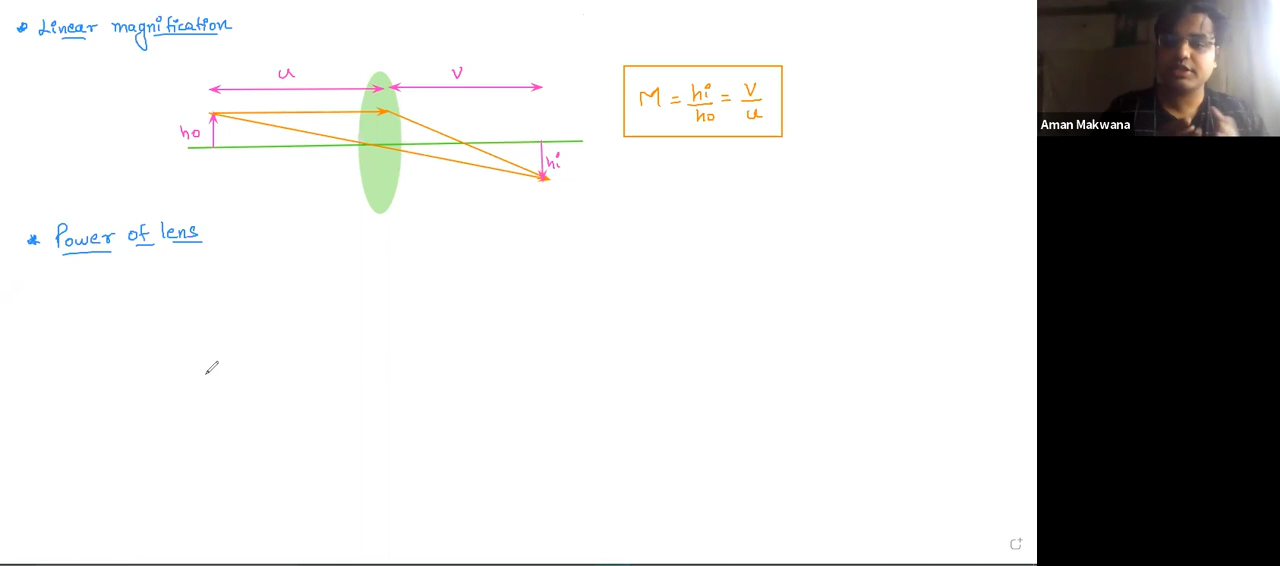 * Linear magnification
u
v
ho
hi
M = hi/ho = v/u
Aman Makwana
* Power of lens